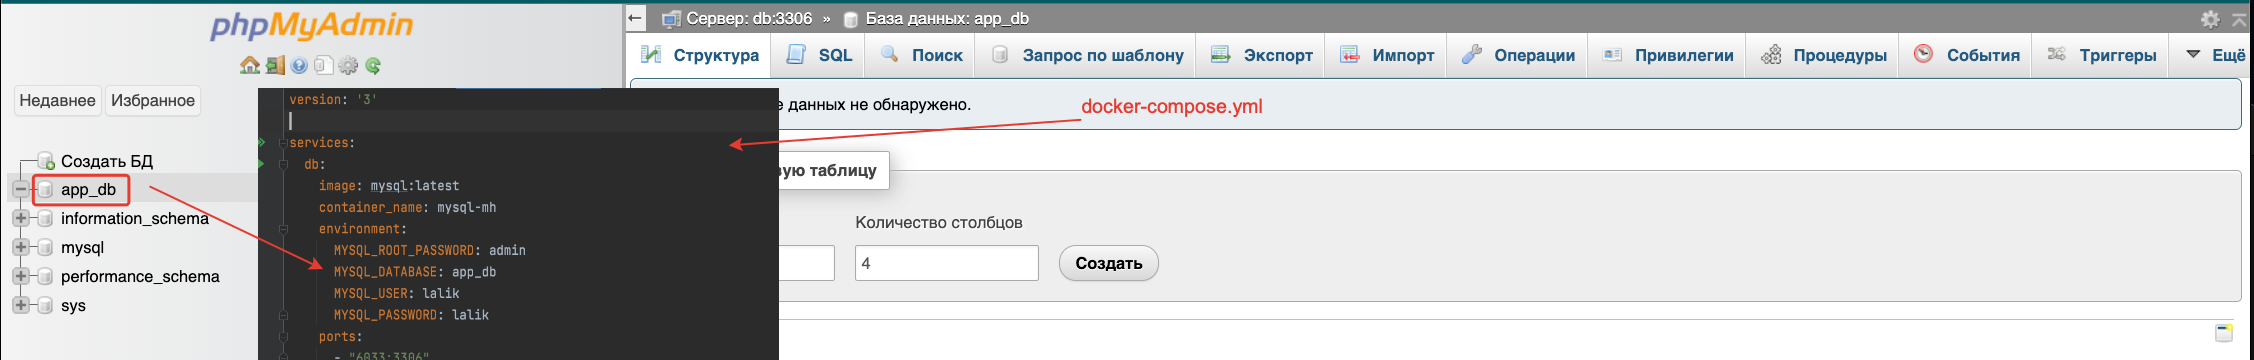 phpMyAdmin
Недавнее Избранное
Создать БД
app_db
information_schema
mysql
performance_schema
sys
version: '3'
services:
db:
image: mysql:latest
container_name: mysql-mh
environment:
MYSQL_ROOT_PASSWORD: admin
MYSQL_DATABASE: app_db
MYSQL_USER: lalik
MYSQL_PASSWORD: lalik
ports:
- "6033:3306"
Сервер: db:3306 » База данных: app_db
Структура SQL Поиск Запрос по шаблону Экспорт Импорт Операции Привилегии Процедуры События Триггеры Ещё
данных не обнаружено.
docker-compose.yml
вую таблицу
Количество столбцов
4
Создать